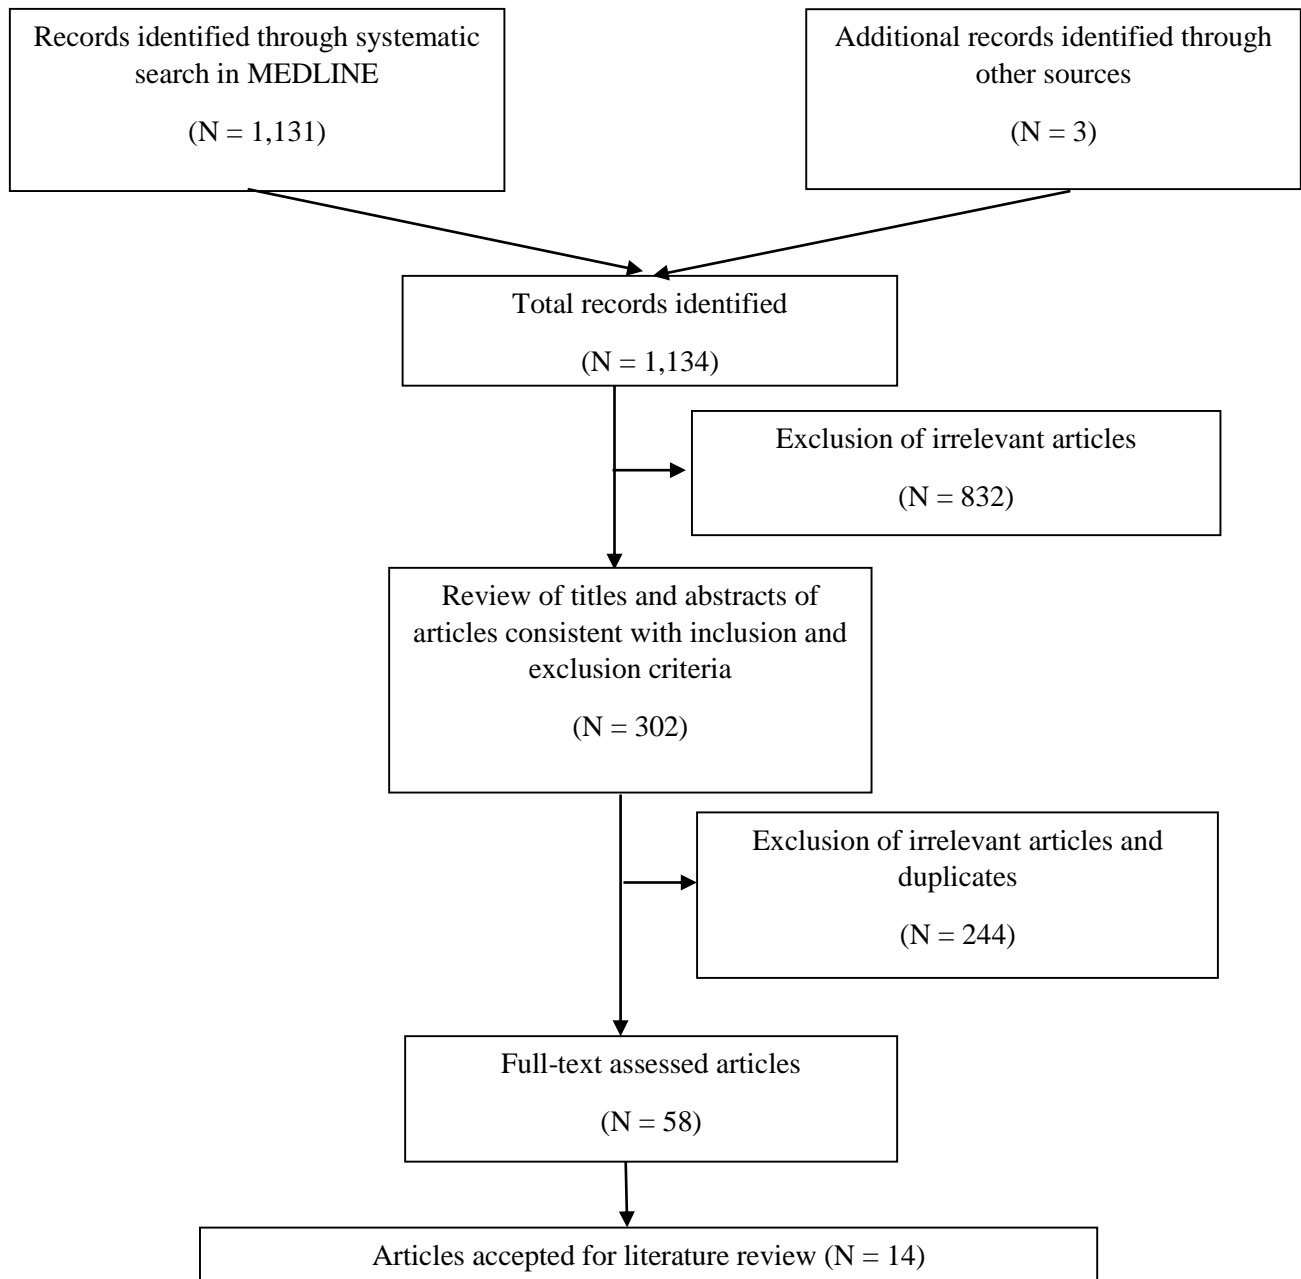 Records identified through systematic
search in MEDLINE
(N = 1,131)
Additional records identified through
other sources
(N = 3)
Total records identified
(N = 1,134)
Exclusion of irrelevant articles
(N = 832)
Review of titles and abstracts of
articles consistent with inclusion and
exclusion criteria
(N = 302)
Exclusion of irrelevant articles and
duplicates
(N = 244)
Full-text assessed articles
(N = 58)
Articles accepted for literature review (N = 14)